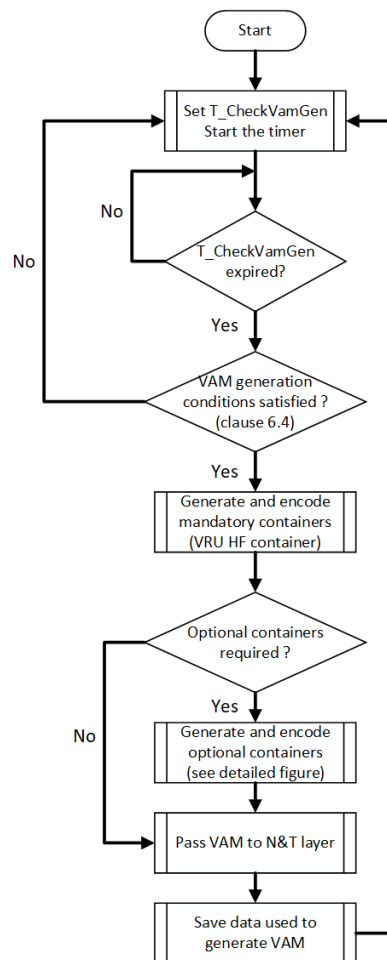 Start
Set T_CheckVamGen
Start the timer
No
T_CheckVamGen
expired?
No
Yes
VAM generation
conditions satisfied ?
(clause 6.4)
Yes
Generate and encode
mandatory containers
(VRU HF container)
Optional containers
required ?
Yes
No
Generate and encode
optional containers
(see detailed figure)
Pass VAM to N&T layer
Save data used to
generate VAM